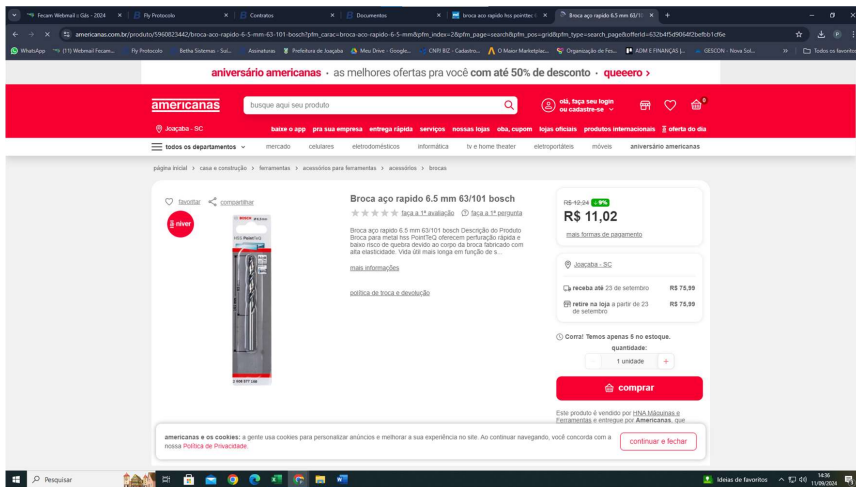 Fecam Webmail :: Gás - 2024
Fly Protocolo
Contratos
Documentos
broca aco rapido hss pointtec
Broca aço rapido 6.5 mm 63/10
americanas.com.br/produto/5960823442/broca-aco-rapido-6-5-mm-63-101-bosch?pfm_carac=broca-aco-rapido-6-5-mm&pfm_index=2&pfm_page=search&pfm_pos=grid&pfm_type=search_page&offerId=632b4f5d9064f2befbb1cf6e
WhatsApp
(11) Webmail Fecam...
Fly Protocolo
Betha Sistemas - Suí...
Assinaturas
Prefeitura de Joaçaba
Meu Drive - Google...
CNPJ BIZ - Cadastro...
O Maior Marketplac...
Organização de Fes...
ADM E FINANÇAS |...
GESCON - Nova Sol...
Todos os favoritos
aniversário americanas · as melhores ofertas pra você com até 50% de desconto · queeero >
americanas
busque aqui seu produto
olá, faça seu login
ou cadastre-se
0
Joaçaba - SC
baixe o app pra sua empresa entrega rápida serviços nossas lojas oba, cupom lojas oficiais produtos internacionais oferta do dia
todos os departamentos
mercado
celulares
eletrodomésticos
informática
tv e home theater
eletroportáteis
móveis
aniversário americanas
página inicial > casa e construção > ferramentas > acessórios para ferramentas > acessórios > brocas
favoritar
compartilhar
niver
BOSCH
HSS PointTeQ
2 608 577 150
Broca aço rapido 6.5 mm 63/101 bosch
faça a 1ª avaliação
faça a 1ª pergunta
Broca aço rapido 6.5 mm 63/101 bosch Descrição do Produto
Broca para metal hss PointTeQ oferecem perfuração rápida e
baixo risco de quebra devido ao corpo da broca fabricado com
alta elasticidade. Vida útil mais longa em função de s...
mais informações
política de troca e devolução
R$ 12,24 9%
R$ 11,02
mais formas de pagamento
Joaçaba - SC
receba até 23 de setembro R$ 75,99
retire na loja a partir de 23 R$ 75,99
de setembro
Corra! Temos apenas 5 no estoque.
quantidade:
- 1 unidade +
comprar
Este produto é vendido por HNA Máquinas e
Ferramentas e entregue por Americanas, que
americanas e os cookies: a gente usa cookies para personalizar anúncios e melhorar a sua experiência no site. Ao continuar navegando, você concorda com a
nossa Política de Privacidade.
continuar e fechar
Pesquisar
Ideias de favoritos
14:36
11/09/2024